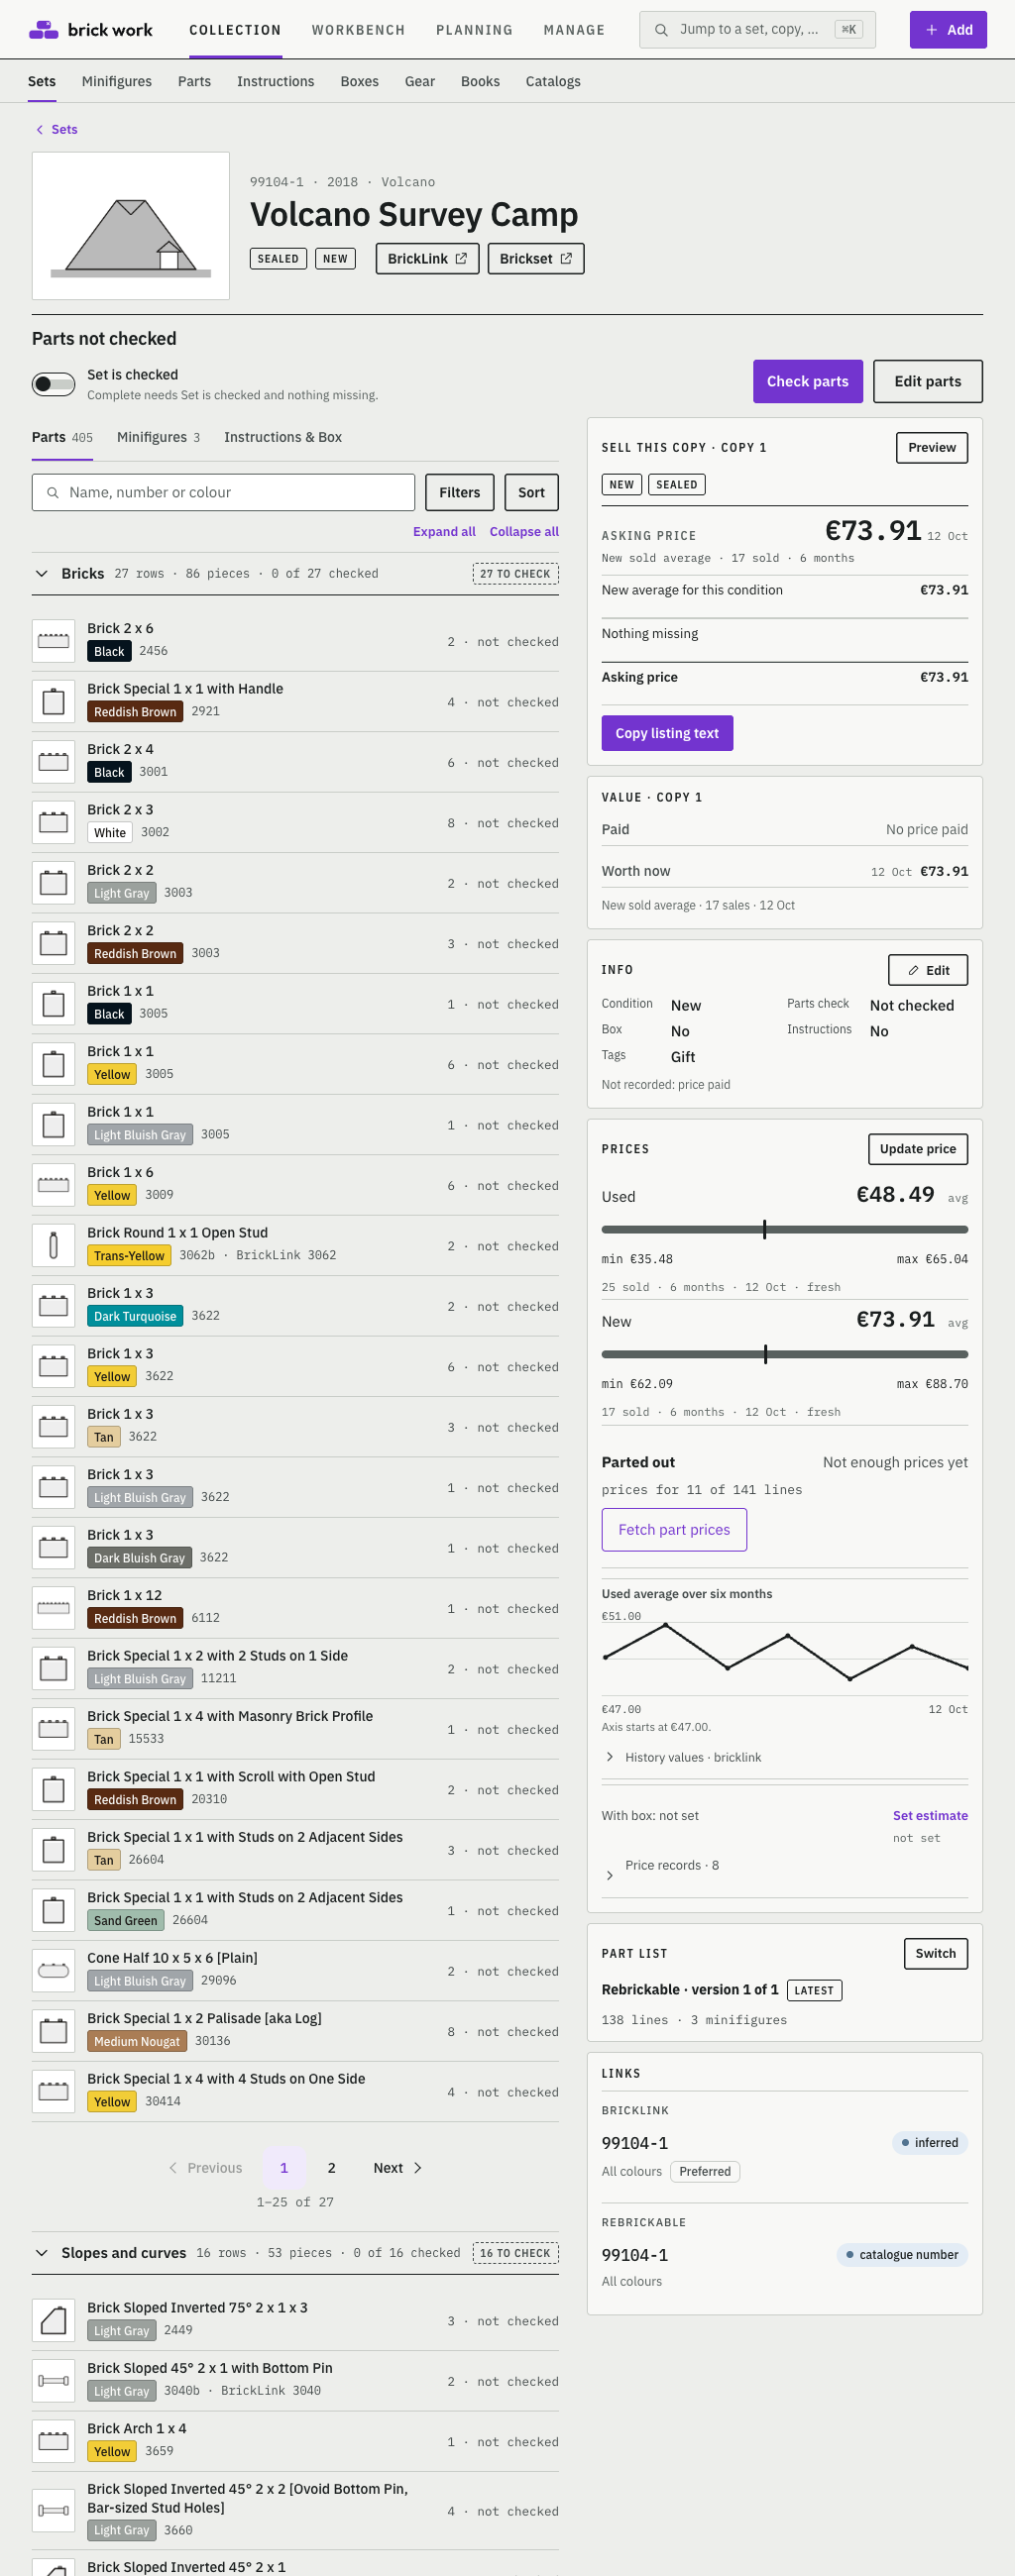 brick work
COLLECTION
WORKBENCH
PLANNING
MANAGE
Jump to a set, copy, ...
⌘K
+ Add
Sets
Minifigures
Parts
Instructions
Boxes
Gear
Books
Catalogs
Sets
99104-1 · 2018 · Volcano
Volcano Survey Camp
SEALED
NEW
BrickLink
Brickset
Parts not checked
Set is checked
Complete needs Set is checked and nothing missing.
Check parts
Edit parts
Parts 405
Minifigures 3
Instructions & Box
Name, number or colour
Filters
Sort
Expand all
Collapse all
Bricks 27 rows · 86 pieces · 0 of 27 checked
27 TO CHECK
Brick 2 x 6
Black 2456
2 · not checked
Brick Special 1 x 1 with Handle
Reddish Brown 2921
4 · not checked
Brick 2 x 4
Black 3001
6 · not checked
Brick 2 x 3
White 3002
8 · not checked
Brick 2 x 2
Light Gray 3003
2 · not checked
Brick 2 x 2
Reddish Brown 3003
3 · not checked
Brick 1 x 1
Black 3005
1 · not checked
Brick 1 x 1
Yellow 3005
6 · not checked
Brick 1 x 1
Light Bluish Gray 3005
1 · not checked
Brick 1 x 6
Yellow 3009
6 · not checked
Brick Round 1 x 1 Open Stud
Trans-Yellow 3062b · BrickLink 3062
2 · not checked
Brick 1 x 3
Dark Turquoise 3622
2 · not checked
Brick 1 x 3
Yellow 3622
6 · not checked
Brick 1 x 3
Tan 3622
3 · not checked
Brick 1 x 3
Light Bluish Gray 3622
1 · not checked
Brick 1 x 3
Dark Bluish Gray 3622
1 · not checked
Brick 1 x 12
Reddish Brown 6112
1 · not checked
Brick Special 1 x 2 with 2 Studs on 1 Side
Light Bluish Gray 11211
2 · not checked
Brick Special 1 x 4 with Masonry Brick Profile
Tan 15533
1 · not checked
Brick Special 1 x 1 with Scroll with Open Stud
Reddish Brown 20310
2 · not checked
Brick Special 1 x 1 with Studs on 2 Adjacent Sides
Tan 26604
3 · not checked
Brick Special 1 x 1 with Studs on 2 Adjacent Sides
Sand Green 26604
1 · not checked
Cone Half 10 x 5 x 6 [Plain]
Light Bluish Gray 29096
2 · not checked
Brick Special 1 x 2 Palisade [aka Log]
Medium Nougat 30136
8 · not checked
Brick Special 1 x 4 with 4 Studs on One Side
Yellow 30414
4 · not checked
Previous 1 2 Next
1–25 of 27
Slopes and curves 16 rows · 53 pieces · 0 of 16 checked
16 TO CHECK
Brick Sloped Inverted 75° 2 x 1 x 3
Light Gray 2449
3 · not checked
Brick Sloped 45° 2 x 1 with Bottom Pin
Light Gray 3040b · BrickLink 3040
2 · not checked
Brick Arch 1 x 4
Yellow 3659
1 · not checked
Brick Sloped Inverted 45° 2 x 2 [Ovoid Bottom Pin,
Bar-sized Stud Holes]
Light Gray 3660
4 · not checked
Brick Sloped Inverted 45° 2 x 1
SELL THIS COPY · COPY 1
Preview
NEW
SEALED
ASKING PRICE
€73.91 12 Oct
New sold average · 17 sold · 6 months
New average for this condition
€73.91
Nothing missing
Asking price
€73.91
Copy listing text
VALUE · COPY 1
Paid
No price paid
Worth now
12 Oct €73.91
New sold average · 17 sales · 12 Oct
INFO
Edit
Condition New
Parts check Not checked
Box No
Instructions No
Tags Gift
Not recorded: price paid
PRICES
Update price
Used
€48.49 avg
min €35.48
max €65.04
25 sold · 6 months · 12 Oct · fresh
New
€73.91 avg
min €62.09
max €88.70
17 sold · 6 months · 12 Oct · fresh
Parted out
Not enough prices yet
prices for 11 of 141 lines
Fetch part prices
Used average over six months
€51.00
€47.00
12 Oct
Axis starts at €47.00.
History values · bricklink
With box: not set
Set estimate
not set
Price records · 8
PART LIST
Switch
Rebrickable · version 1 of 1
LATEST
138 lines · 3 minifigures
LINKS
BRICKLINK
99104-1
inferred
All colours
Preferred
REBRICKABLE
99104-1
catalogue number
All colours